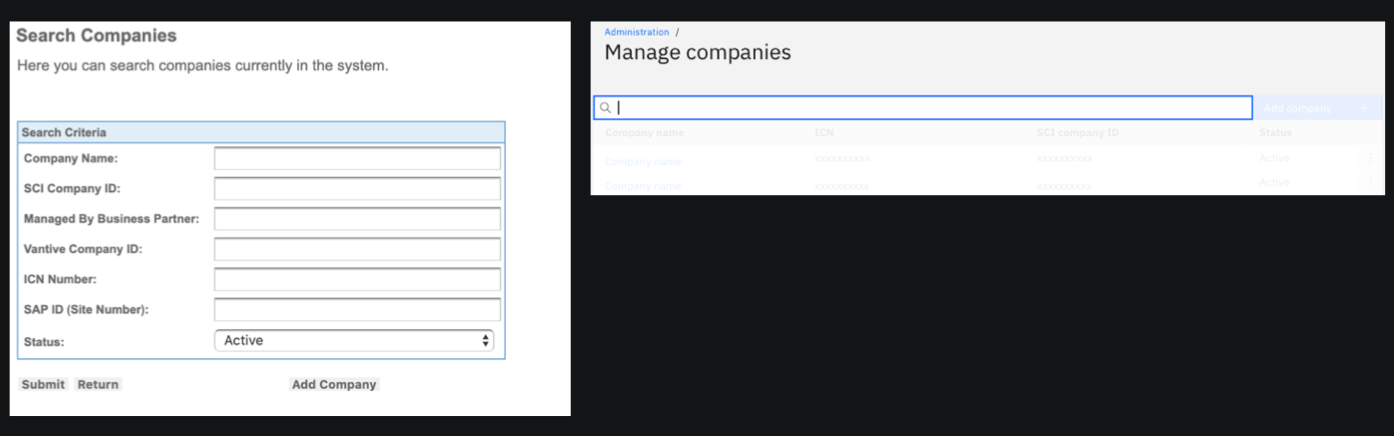 Search Companies
Here you can search companies currently in the system.
Search Criteria
Company Name:
SCI Company ID:
Managed By Business Partner:
Vantive Company ID:
ICN Number:
SAP ID (Site Number):
Status: Active
Submit Return Add Company
Administration /
Manage companies
Add company +
Company name ICN SCI company ID Status
Company name xxxxxxxxxx xxxxxxxxxx Active
Company name xxxxxxxxxx xxxxxxxxxx Active